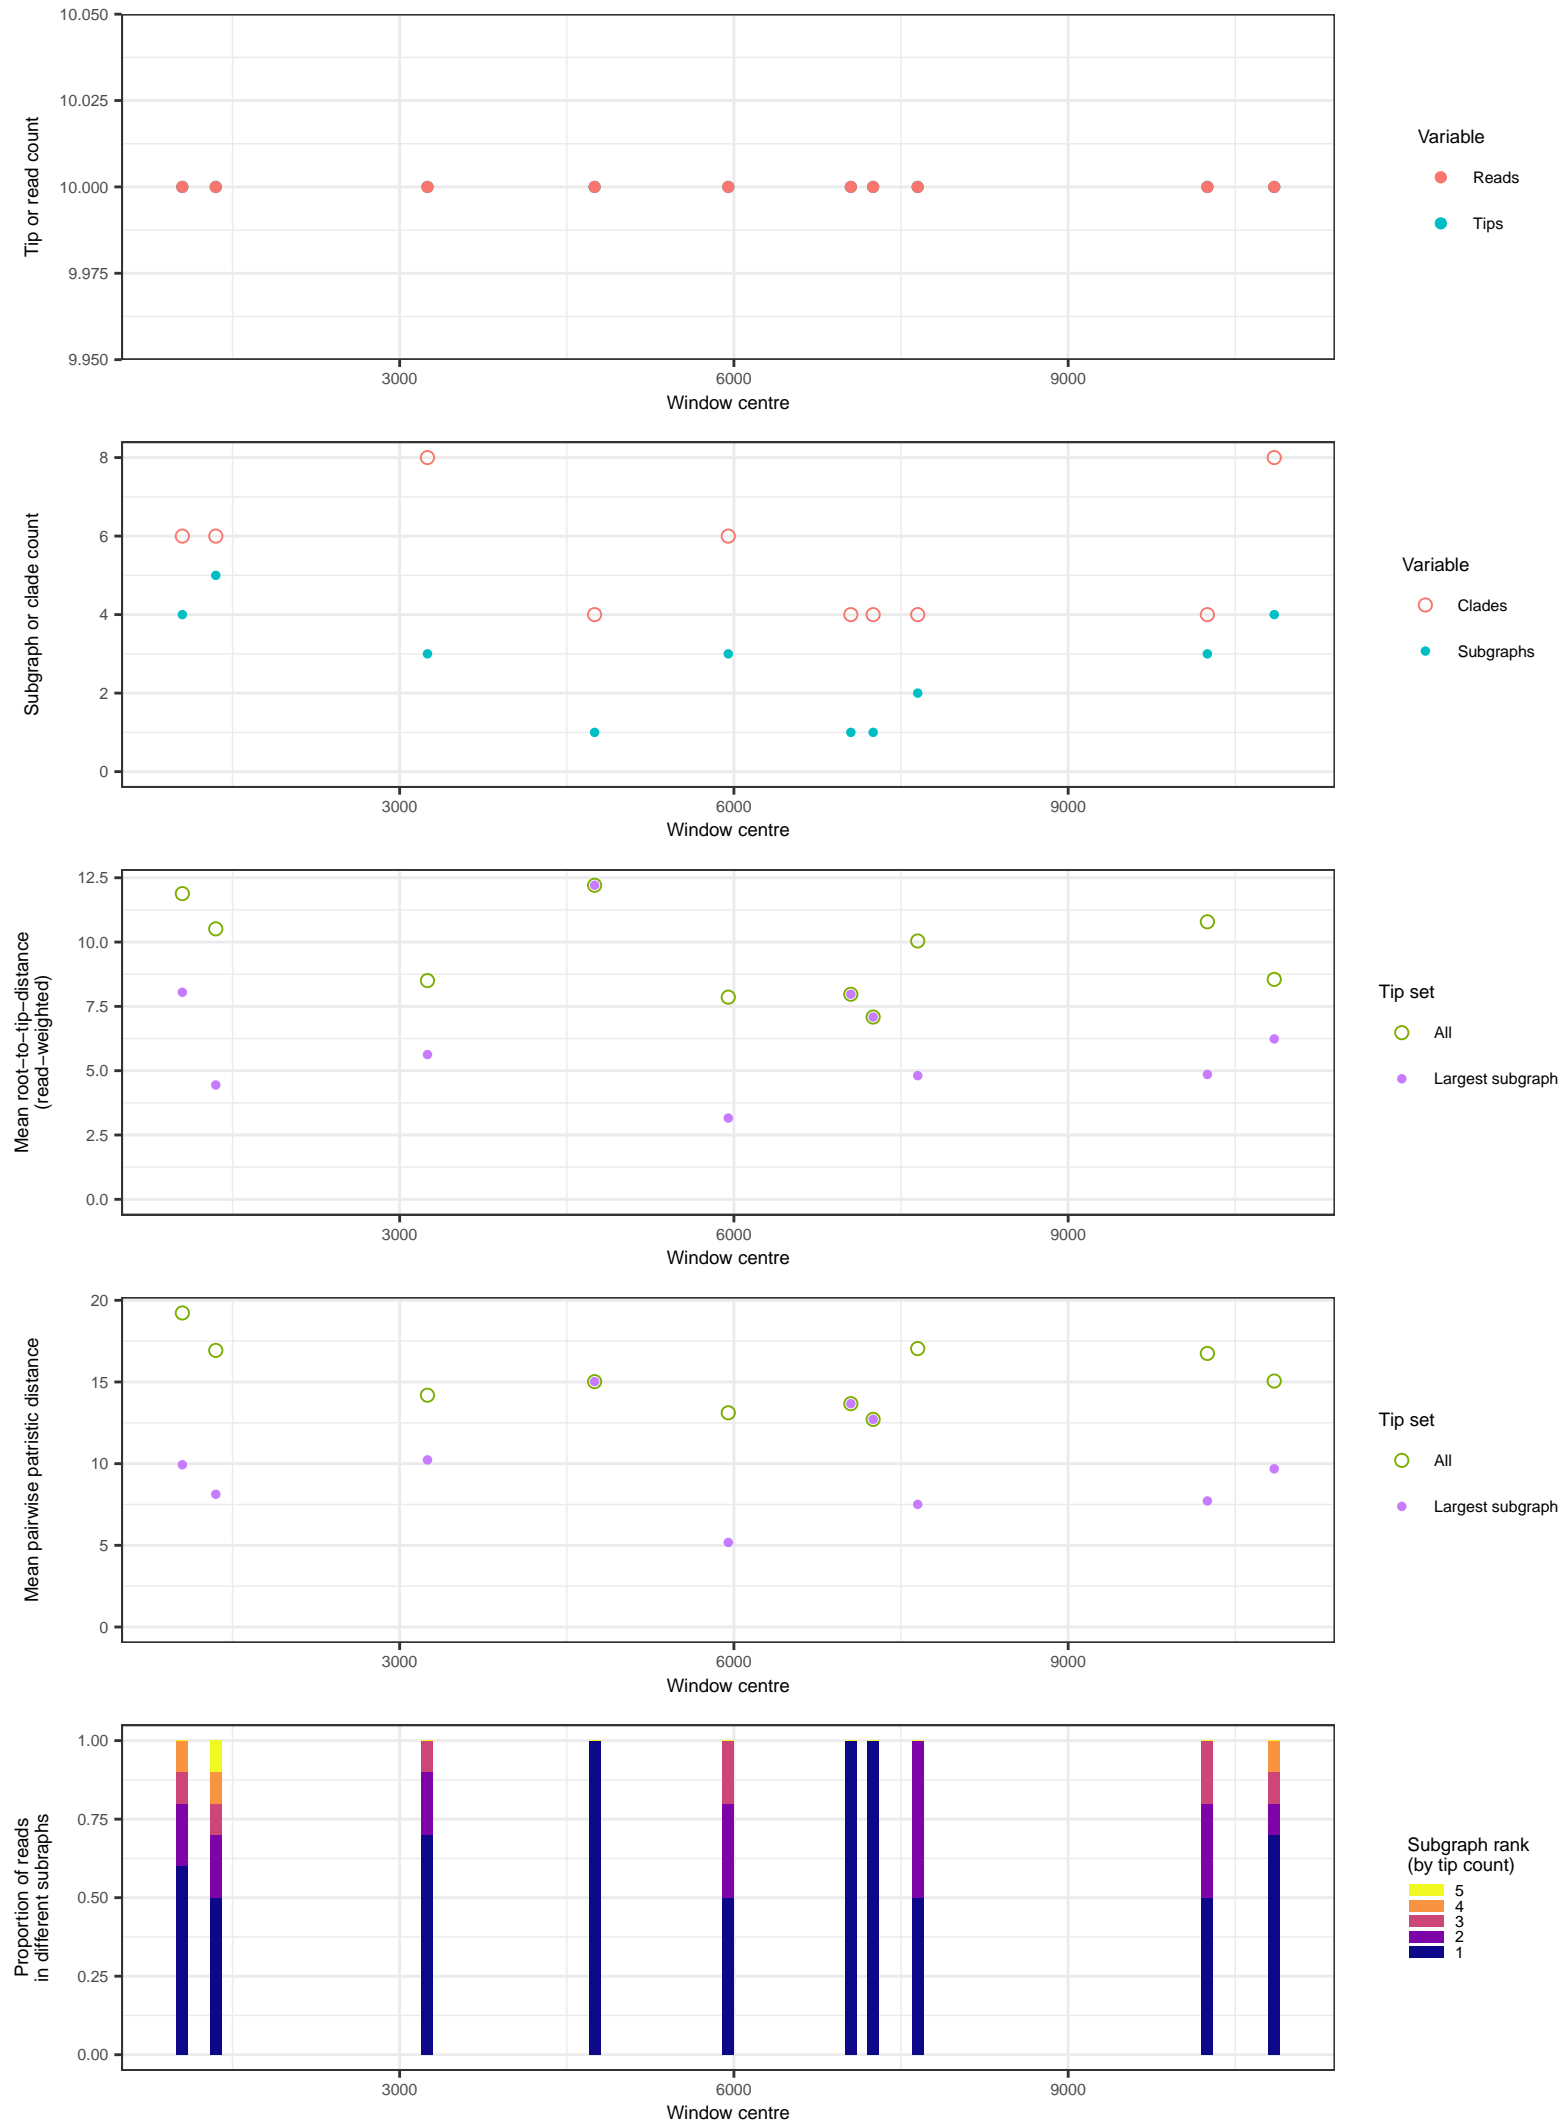 10.050
10.025
10.000
9.975
9.950
Tip or read count
3000 6000 9000
Window centre
Variable
Reads
Tips
8
6
4
2
0
Subgraph or clade count
3000 6000 9000
Window centre
Variable
Clades
Subgraphs
12.5
10.0
7.5
5.0
2.5
0.0
Mean root−to−tip−distance
(read−weighted)
3000 6000 9000
Window centre
Tip set
All
Largest subgraph
20
15
10
5
0
Mean pairwise patristic distance
3000 6000 9000
Window centre
Tip set
All
Largest subgraph
1.00
0.75
0.50
0.25
0.00
Proportion of reads
in different subraphs
3000 6000 9000
Window centre
Subgraph rank
(by tip count)
5
4
3
2
1